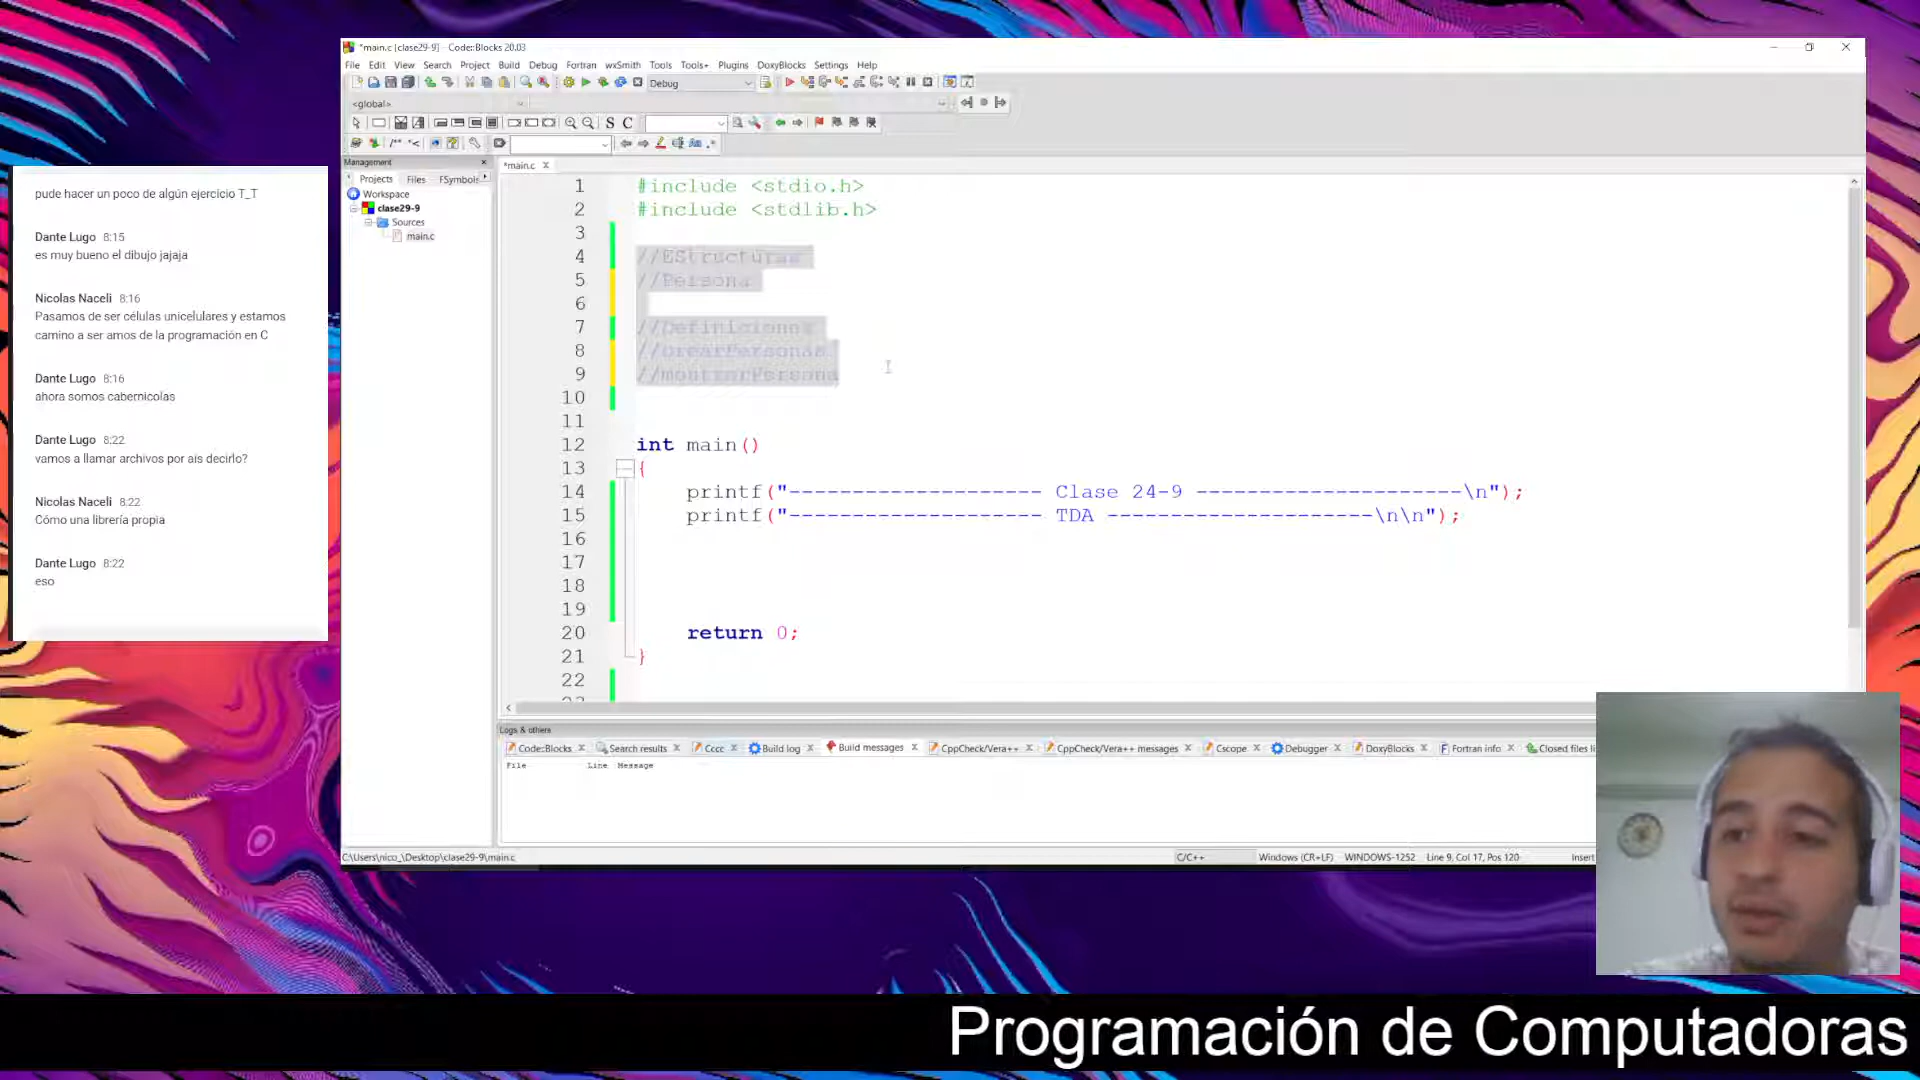 *main.c [clase29-9] - Code::Blocks 20.03
File Edit View Search Project Build Debug Fortran wxSmith Tools Tools+ Plugins DoxyBlocks Settings Help
Debug
<global>
S C
Management
Projects Files FSymbols
Workspace
clase29-9
Sources
main.c
*main.c
1 #include <stdio.h>
2 #include <stdlib.h>
3
4 //EStructuras
5 //Persona
6
7 //Definiciones
8 //crearPersonas
9 //mostrarPersona
10
11
12 int main()
13 {
14 printf("-------------------- Clase 24-9 ---------------------\n");
15 printf("-------------------- TDA ---------------------\n\n");
16
17
18
19
20 return 0;
21 }
22
Logs & others
Code::Blocks Search results Cccc Build log Build messages CppCheck/Vera++ CppCheck/Vera++ messages Cscope Debugger DoxyBlocks Fortran info Closed files li
File Line Message
C:\Users\nico_\Desktop\clase29-9\main.c C/C++ Windows (CR+LF) WINDOWS-1252 Line 9, Col 17, Pos 120 Insert
pude hacer un poco de algún ejercicio T_T
Dante Lugo 8:15
es muy bueno el dibujo jajaja
Nicolas Naceli 8:16
Pasamos de ser células unicelulares y estamos
camino a ser amos de la programación en C
Dante Lugo 8:16
ahora somos cabernicolas
Dante Lugo 8:22
vamos a llamar archivos por ais decirlo?
Nicolas Naceli 8:22
Cómo una librería propia
Dante Lugo 8:22
eso
Programación de Computadoras